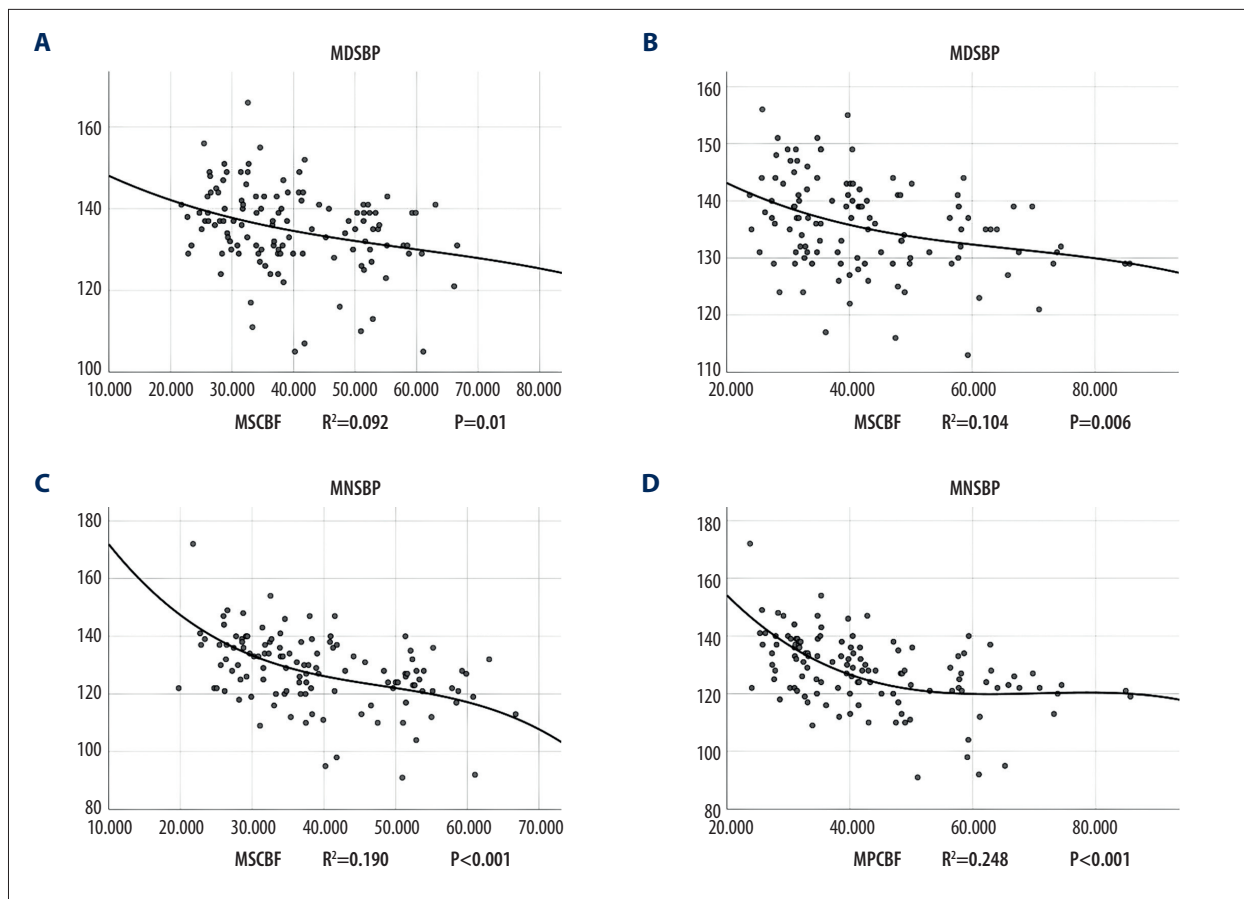 A
MDSBP
160
140
120
100
10.000 20.000 30.000 40.000 50.000 60.000 70.000 80.000
MSCBF R²=0.092 P=0.01
B
MDSBP
160
150
140
130
120
110
20.000 40.000 60.000 80.000
MSCBF R²=0.104 P=0.006
C
MNSBP
180
160
140
120
100
80
10.000 20.000 30.000 40.000 50.000 60.000 70.000
MSCBF R²=0.190 P<0.001
D
MNSBP
180
160
140
120
100
80
20.000 40.000 60.000 80.000
MPCBF R²=0.248 P<0.001